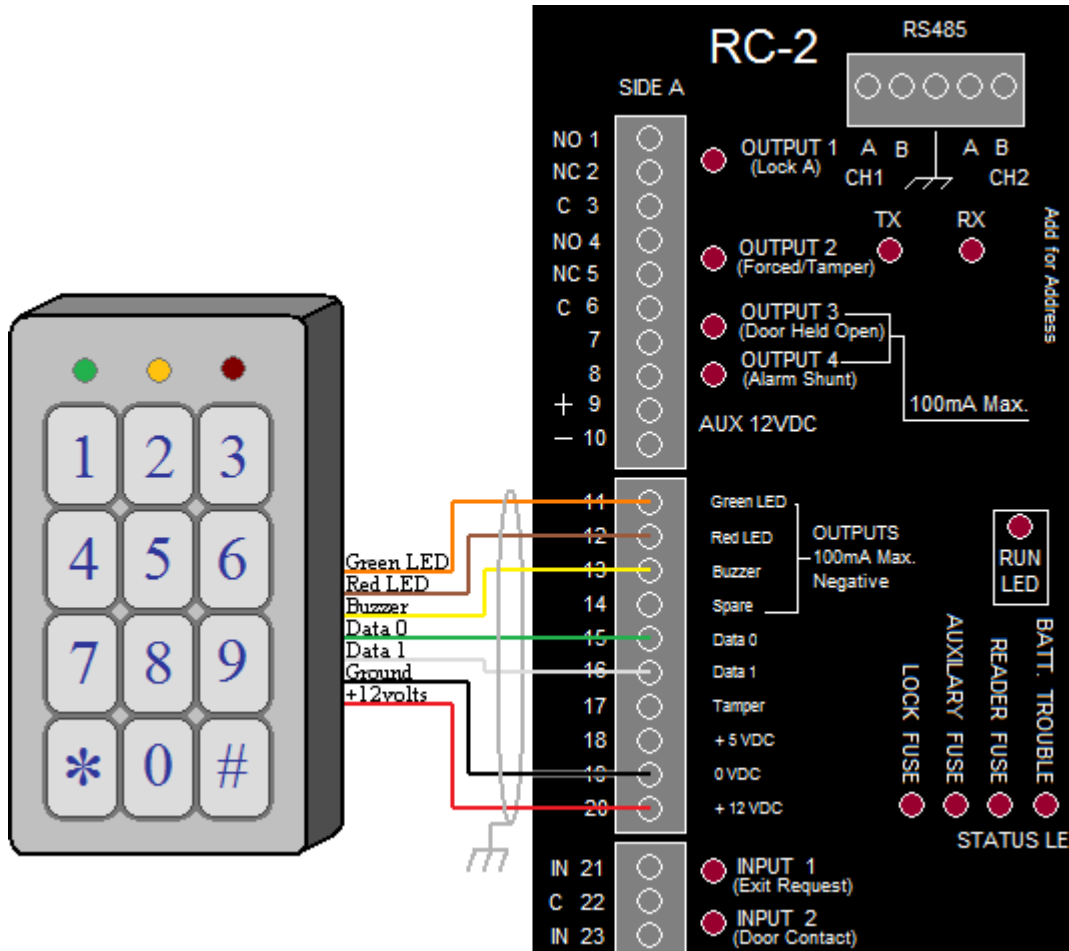 RC-2
RS485
SIDE A
A B A B
CH1 CH2
TX RX
Add for Address
NO 1
NC 2
C 3
NO 4
NC 5
C 6
7
8
+ 9
- 10
OUTPUT 1
(Lock A)
OUTPUT 2
(Forced/Tamper)
OUTPUT 3
(Door Held Open)
OUTPUT 4
(Alarm Shunt)
100mA Max.
AUX 12VDC
1 2 3
4 5 6
7 8 9
* 0 #
Green LED
Red LED
Buzzer
Data 0
Data 1
Ground
+12volts
11 Green LED
12 Red LED
13 Buzzer
14 Spare
15 Data 0
16 Data 1
17 Tamper
18 + 5 VDC
19 0 VDC
20 + 12 VDC
OUTPUTS
100mA Max.
Negative
RUN
LED
LOCK FUSE
AUXILARY FUSE
READER FUSE
BATT. TROUBLE
STATUS LE
IN 21
C 22
IN 23
INPUT 1
(Exit Request)
INPUT 2
(Door Contact)